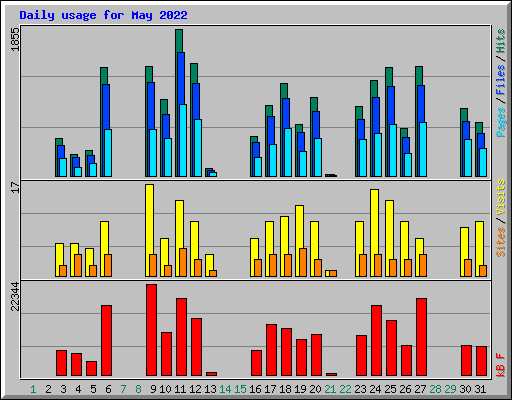 Daily usage for May 2022
1855
Pages / Files / Hits
17
Sites / Visits
22344
kB F
1 2 3 4 5 6 7 8 9 10 11 12 13 14 15 16 17 18 19 20 21 22 23 24 25 26 27 28 29 30 31